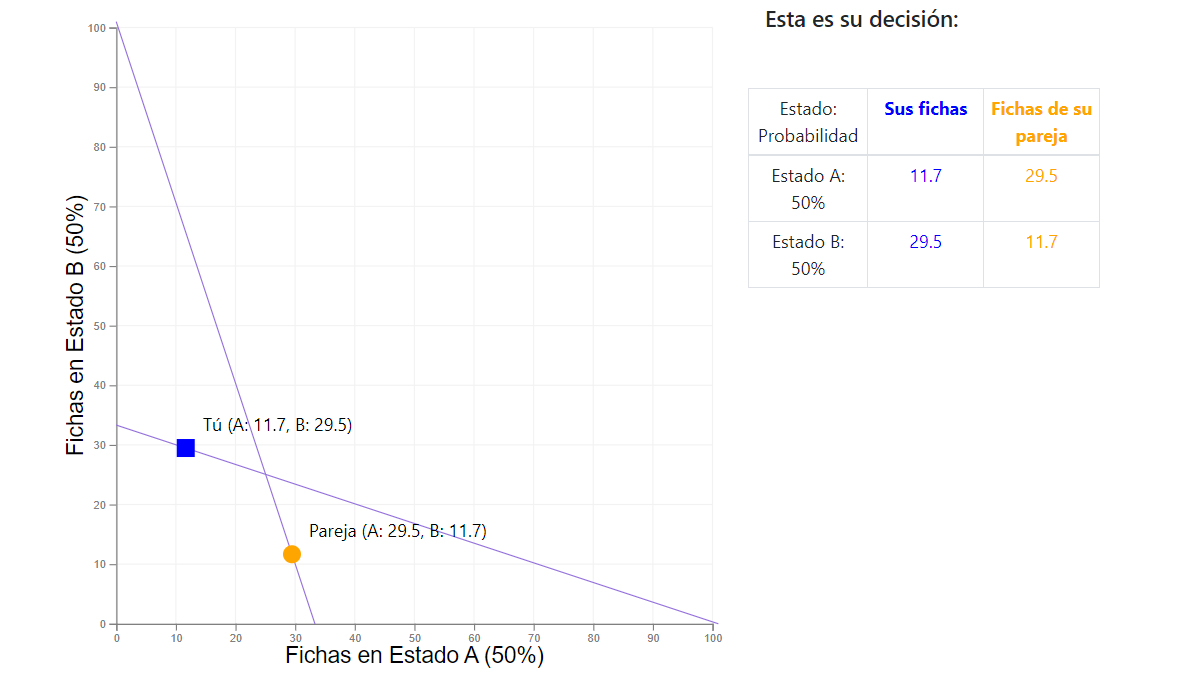 Esta es su decisión:
Estado:
Probabilidad
Sus fichas
Fichas de su
pareja
Estado A:
50%
11.7
29.5
Estado B:
50%
29.5
11.7
Fichas en Estado B (50%)
100
90
80
70
60
50
40
30
20
10
0
Tú (A: 11.7, B: 29.5)
Pareja (A: 29.5, B: 11.7)
0
10
20
30
40
50
60
70
80
90
100
Fichas en Estado A (50%)